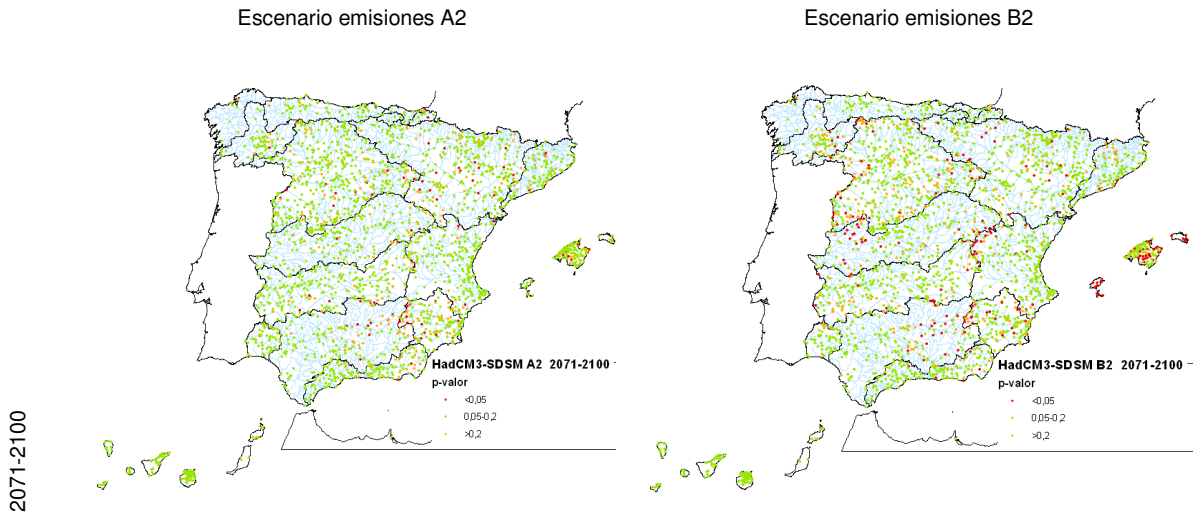 Escenario emisiones A2
Escenario emisiones B2
HadCM3-SDSM A2 2071-2100
p-valor
<0,05
0,05-0,2
>0,2
HadCM3-SDSM B2 2071-2100
p-valor
<0,05
0,05-0,2
>0,2
2071-2100